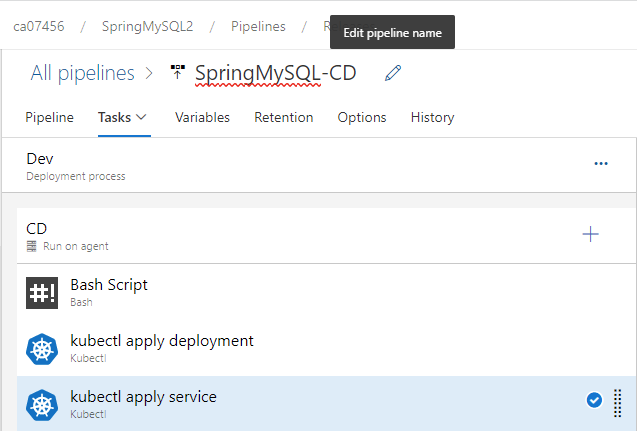 ca07456 / SpringMySQL2 / Pipelines / R
Edit pipeline name
All pipelines > SpringMySQL-CD
Pipeline Tasks Variables Retention Options History
Dev
Deployment process
...
CD
Run on agent
#! Bash Script
Bash
kubectl apply deployment
Kubectl
kubectl apply service
Kubectl